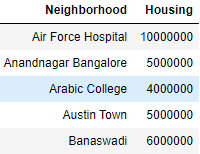 Neighborhood Housing
Air Force Hospital 10000000
Anandnagar Bangalore 5000000
Arabic College 4000000
Austin Town 5000000
Banaswadi 6000000